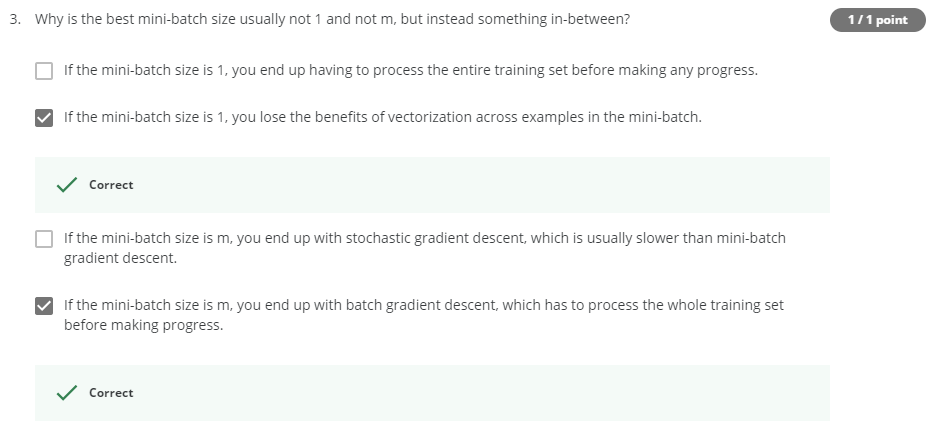 3. Why is the best mini-batch size usually not 1 and not m, but instead something in-between?
1 / 1 point
If the mini-batch size is 1, you end up having to process the entire training set before making any progress.
If the mini-batch size is 1, you lose the benefits of vectorization across examples in the mini-batch.
Correct
If the mini-batch size is m, you end up with stochastic gradient descent, which is usually slower than mini-batch
gradient descent.
If the mini-batch size is m, you end up with batch gradient descent, which has to process the whole training set
before making progress.
Correct